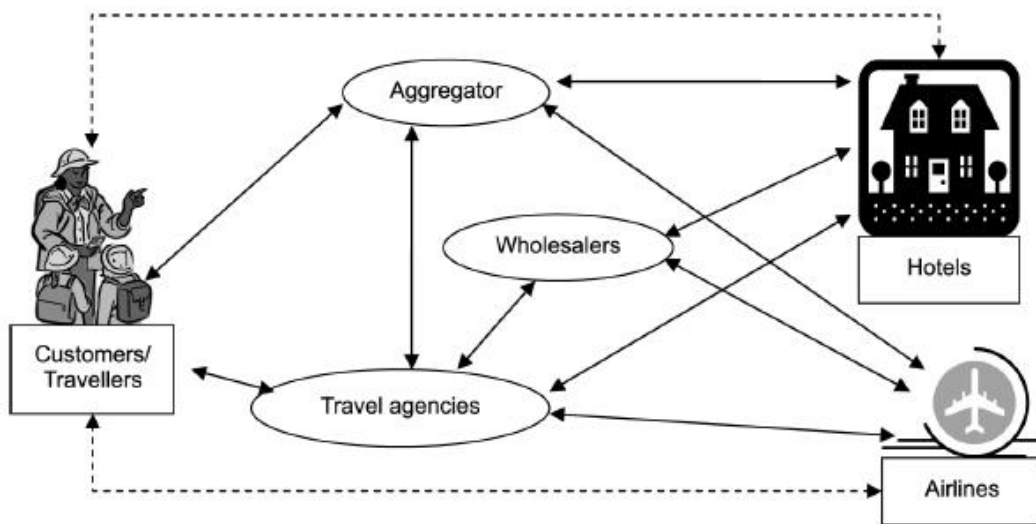 Aggregator
Wholesalers
Hotels
Customers/
Travellers
Travel agencies
Airlines